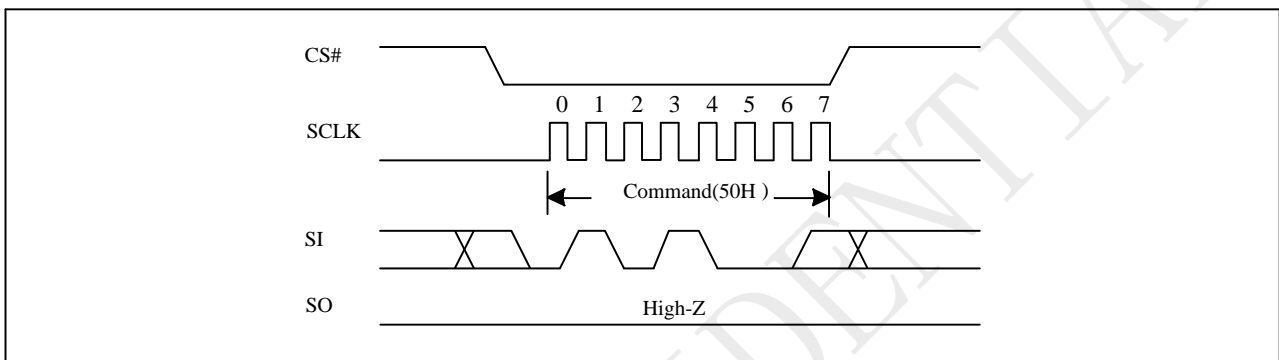 CS#
0 1 2 3 4 5 6 7
SCLK
Command(50H )
SI
SO
High-Z